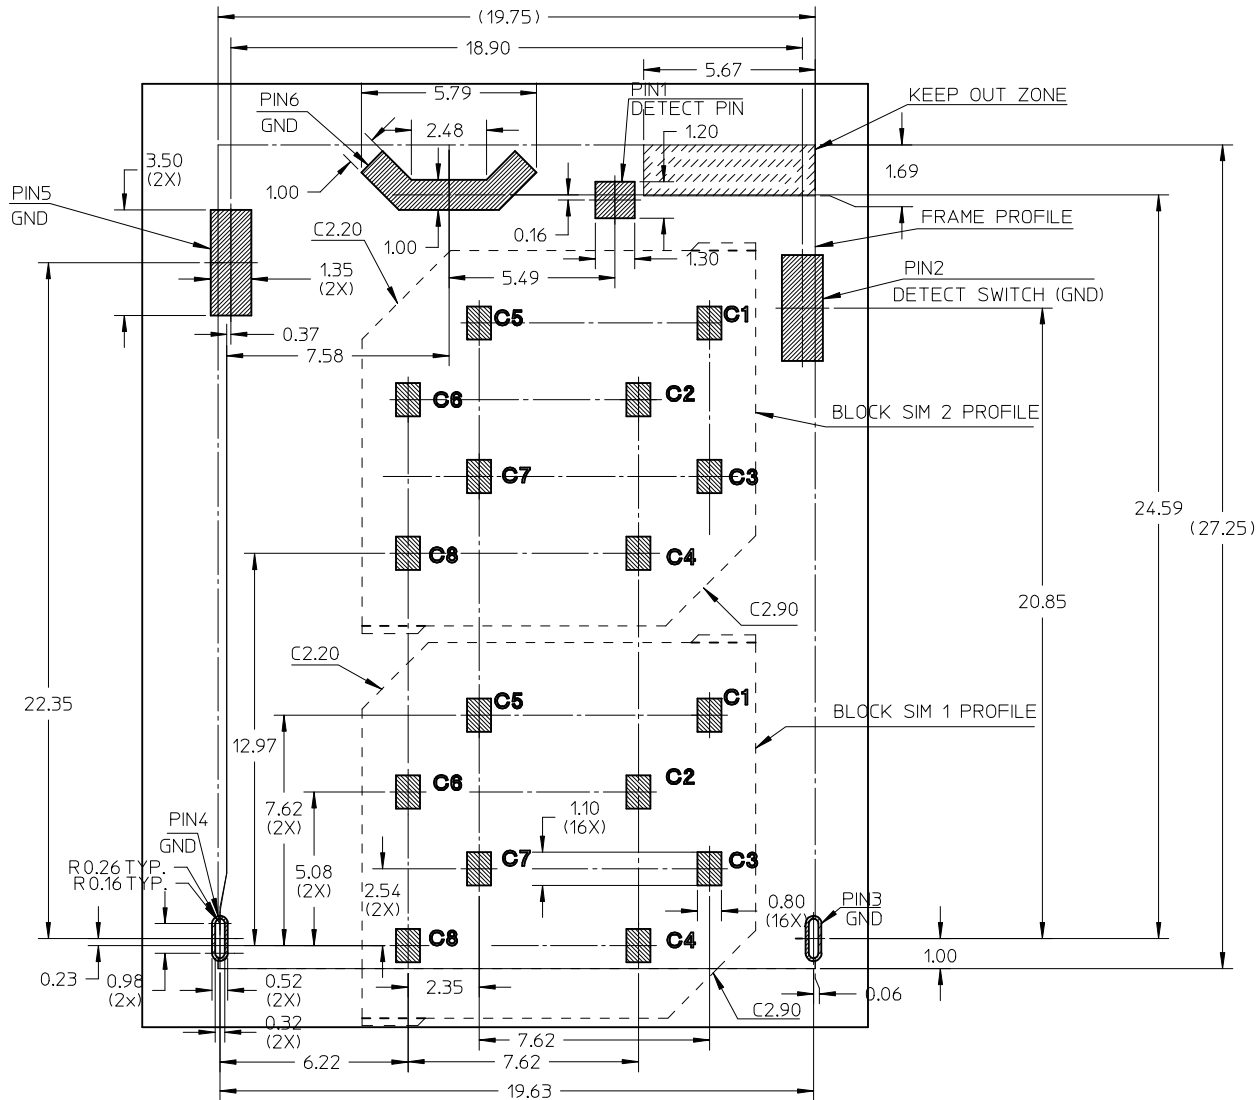 (19.75)
18.90
5.67
PIN1
DETECT PIN
KEEP OUT ZONE
5.79
PIN6
GND
2.48
1.20
3.50
(2X)
1.69
1.00
PIN5
GND
FRAME PROFILE
C2.20
1.00
0.16
1.30
PIN2
DETECT SWITCH (GND)
1.35
(2X)
5.49
0.37
7.58
C5
C1
C6
C2
BLOCK SIM 2 PROFILE
C7
C3
24.59
(27.25)
C8
C4
20.85
C2.90
C2.20
22.35
C5
C1
BLOCK SIM 1 PROFILE
12.97
C6
C2
7.62
(2X)
1.10
(16X)
PIN4
GND
C7
C3
R0.26 TYP.
R0.16 TYP.
5.08
(2X)
2.54
(2X)
0.80
(16X)
PIN3
GND
C8
C4
1.00
0.23
0.98
(2x)
0.52
(2X)
2.35
0.06
C2.90
0.32
(2X)
7.62
6.22
7.62
19.63